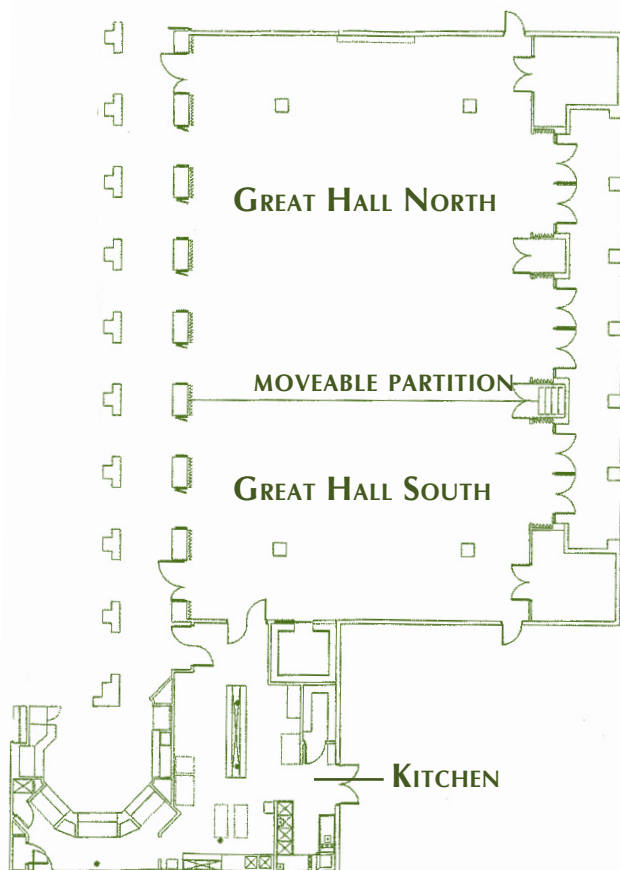 GREAT HALL NORTH
MOVEABLE PARTITION
GREAT HALL SOUTH
KITCHEN